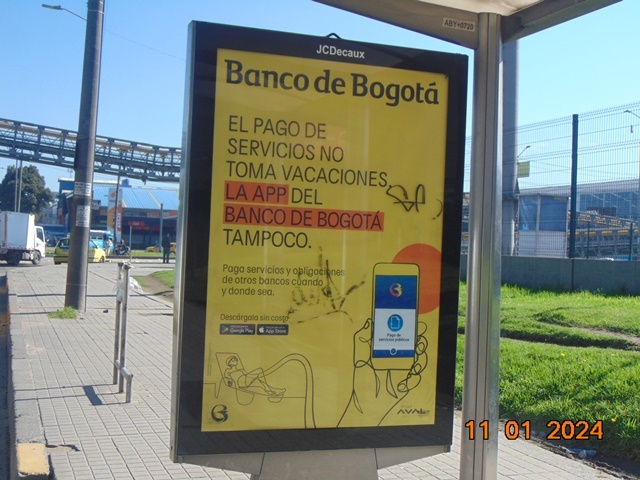 ABY+0720
JCDecaux
Banco de Bogotá
EL PAGO DE
SERVICIOS NO
TOMA VACACIONES,
LA APP DEL
BANCO DE BOGOTÁ
TAMPOCO.
Paga servicios y obligaciones
de otros bancos cuando
y donde sea.
Descárgala sin costo
Google Play
App Store
Pago de
servicios públicos
AVAL
11 01 2024